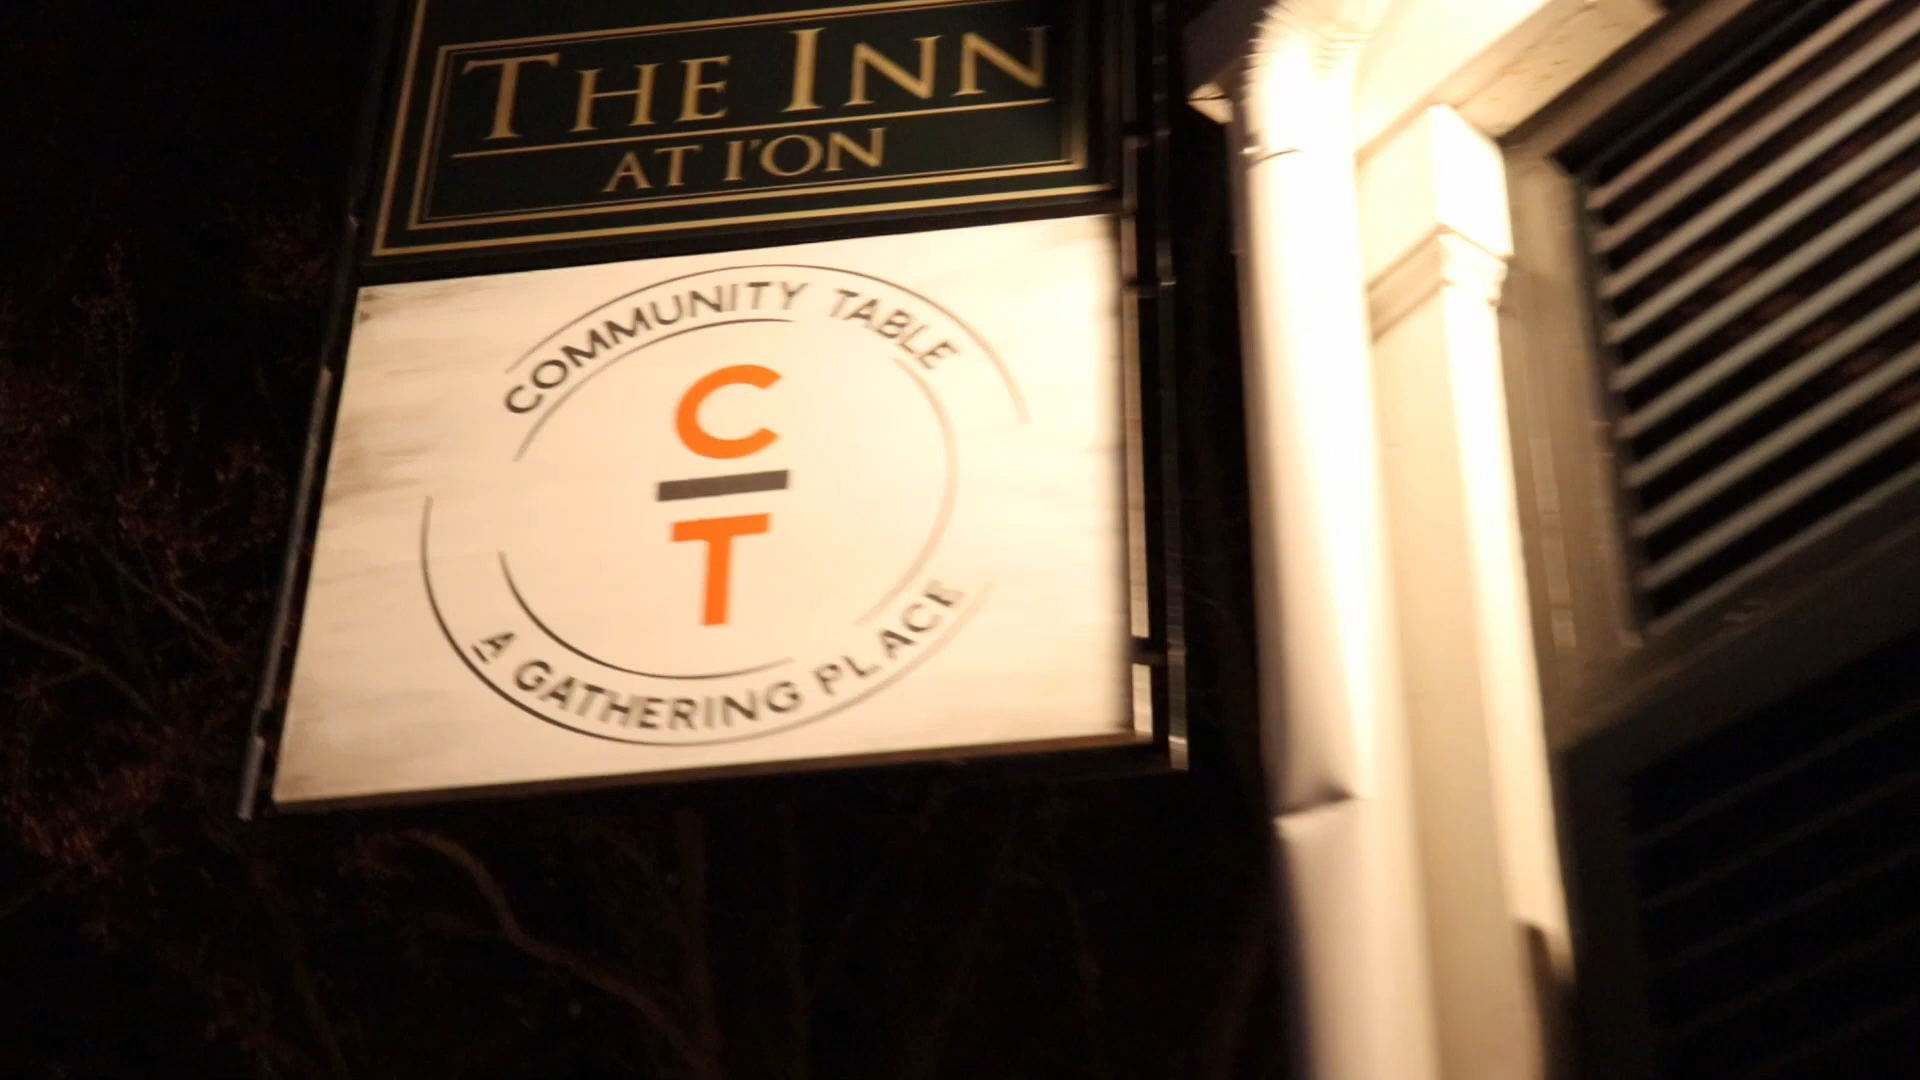 THE INN
AT I'ON
COMMUNITY TABLE
C
T
A GATHERING PLACE